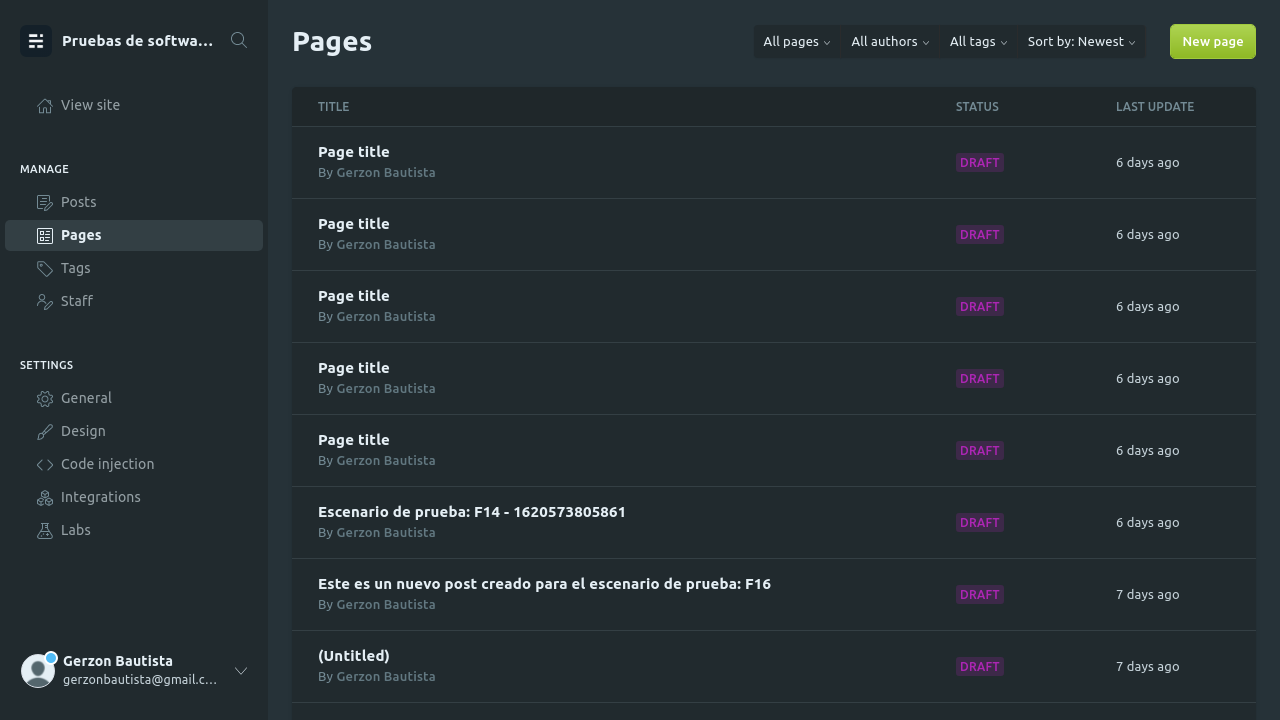 Pruebas de softwa...
View site
MANAGE
Posts
Pages
Tags
Staff
SETTINGS
General
Design
Code injection
Integrations
Labs
Gerzon Bautista
gerzonbautista@gmail.c...
Pages
All pages
All authors
All tags
Sort by: Newest
New page
TITLE STATUS LAST UPDATE
Page title
By Gerzon Bautista
DRAFT
6 days ago
Page title
By Gerzon Bautista
DRAFT
6 days ago
Page title
By Gerzon Bautista
DRAFT
6 days ago
Page title
By Gerzon Bautista
DRAFT
6 days ago
Page title
By Gerzon Bautista
DRAFT
6 days ago
Escenario de prueba: F14 - 1620573805861
By Gerzon Bautista
DRAFT
6 days ago
Este es un nuevo post creado para el escenario de prueba: F16
By Gerzon Bautista
DRAFT
7 days ago
(Untitled)
By Gerzon Bautista
DRAFT
7 days ago